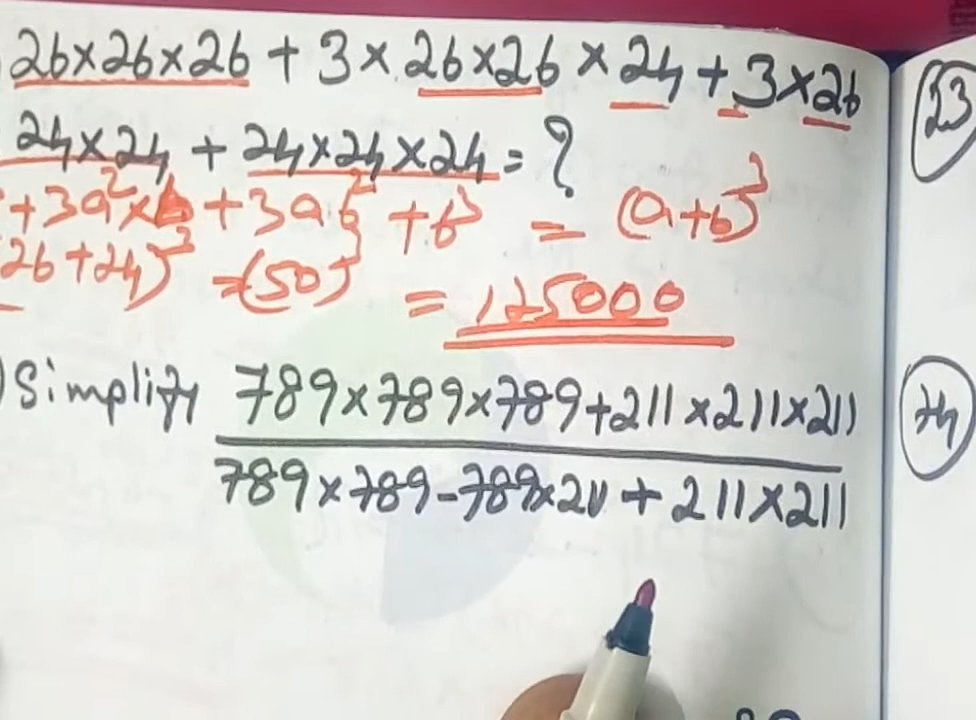 26×26×26 + 3×26×26 × 24 + 3×26
24×24 + 24×24×24 = ?
+3a²×b + 3ab² + b³ = (a+b)³
26+24)³ = (50)³ = 125000
) Simplify 789×789×789+211×211×211
789×789-789×211 + 211×211
23
74